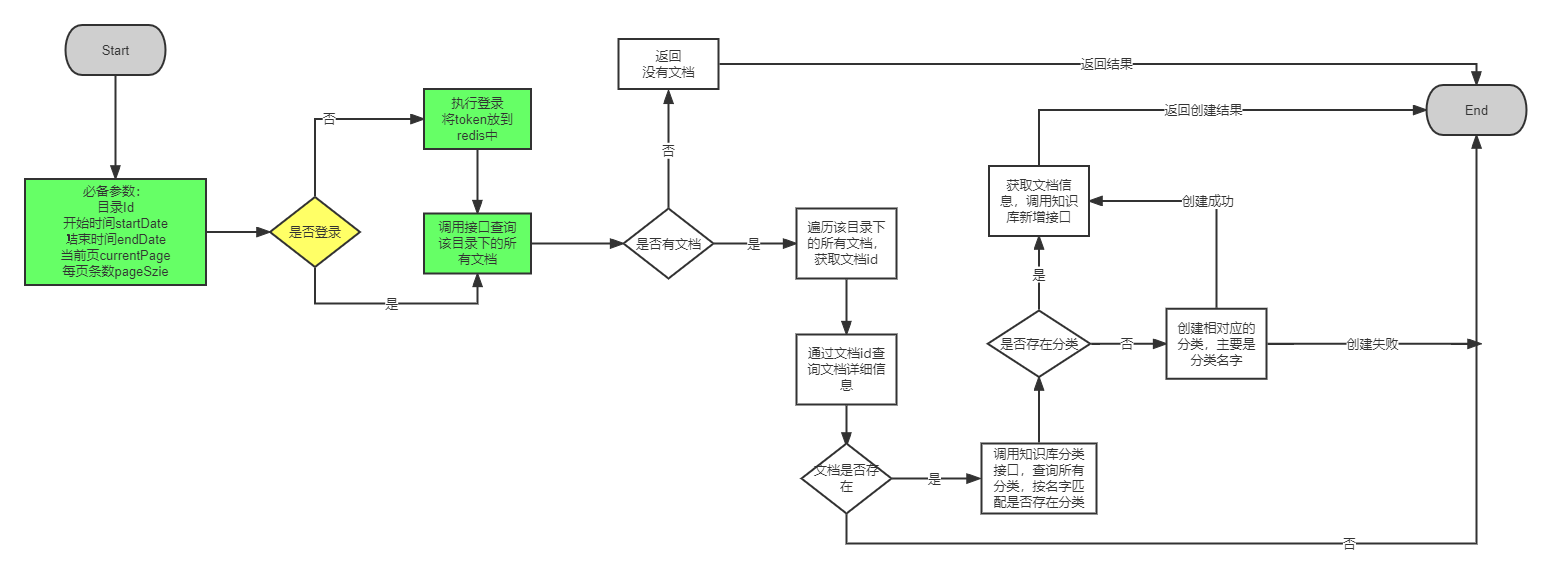 Start
必备参数：
目录Id
开始时间startDate
结束时间endDate
当前页currentPage
每页条数pageSzie
是否登录
否
是
执行登录
将token放到
redis中
调用接口查询
该目录下的所
有文档
是否有文档
否
返回
没有文档
返回结果
是
遍历该目录下
的所有文档，
获取文档id
通过文档id查
询文档详细信
息
文档是否存
在
是
否
调用知识库分类
接口，查询所有
分类，按名字匹
配是否存在分类
是否存在分类
是
否
获取文档信
息，调用知识
库新增接口
返回创建结果
创建相对应的
分类，主要是
分类名字
创建成功
创建失败
End